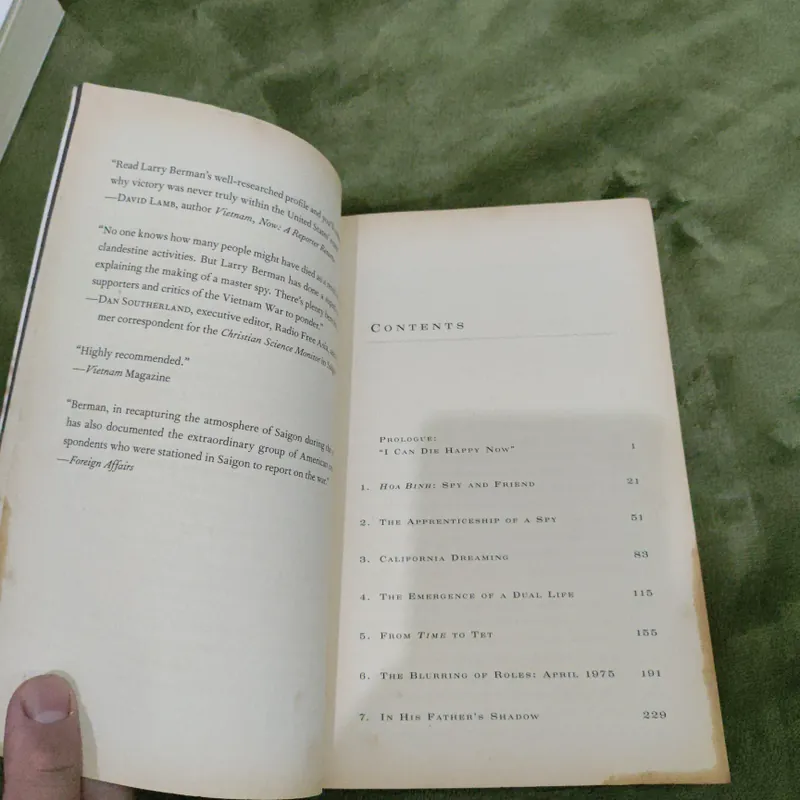 “Read Larry Berman’s well-researched profile and you’ll
why victory was never truly within the United States’
—David Lamb, author Vietnam, Now: A Reporter Returns
“No one knows how many people might have died as a
clandestine activities. But Larry Berman has done a
explaining the making of a master spy. There’s plenty
supporters and critics of the Vietnam War to ponder.”
—Dan Southerland, executive editor, Radio Free Asia,
mer correspondent for the Christian Science Monitor in
“Highly recommended.”
—Vietnam Magazine
“Berman, in recapturing the atmosphere of Saigon during the
has also documented the extraordinary group of American
spondents who were stationed in Saigon to report on the war.”
—Foreign Affairs
Contents
Prologue:
“I Can Die Happy Now” 1
1. Hoa Binh: Spy and Friend 21
2. The Apprenticeship of a Spy 51
3. California Dreaming 83
4. The Emergence of a Dual Life 115
5. From Time to Tet 155
6. The Blurring of Roles: April 1975 191
7. In His Father’s Shadow 229